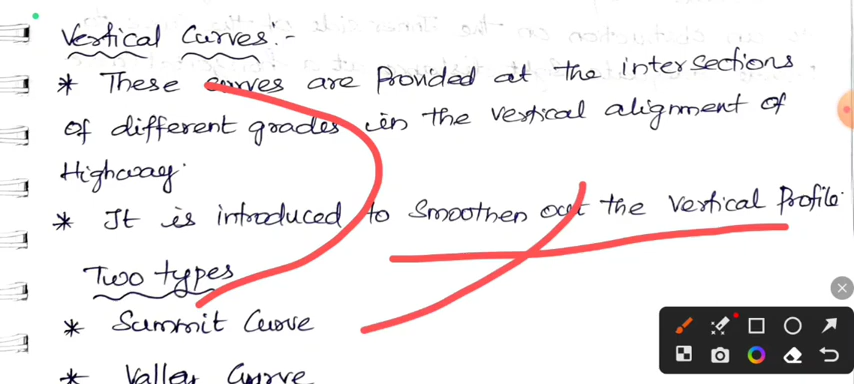 Vertical Curves:-
* These curves are Provided at the intersections
of different grades in the vertical alignment of
Highway.
* It is introduced to Smoothen out the vertical Profile.
Two types
* Summit Curve
* Valley Curve